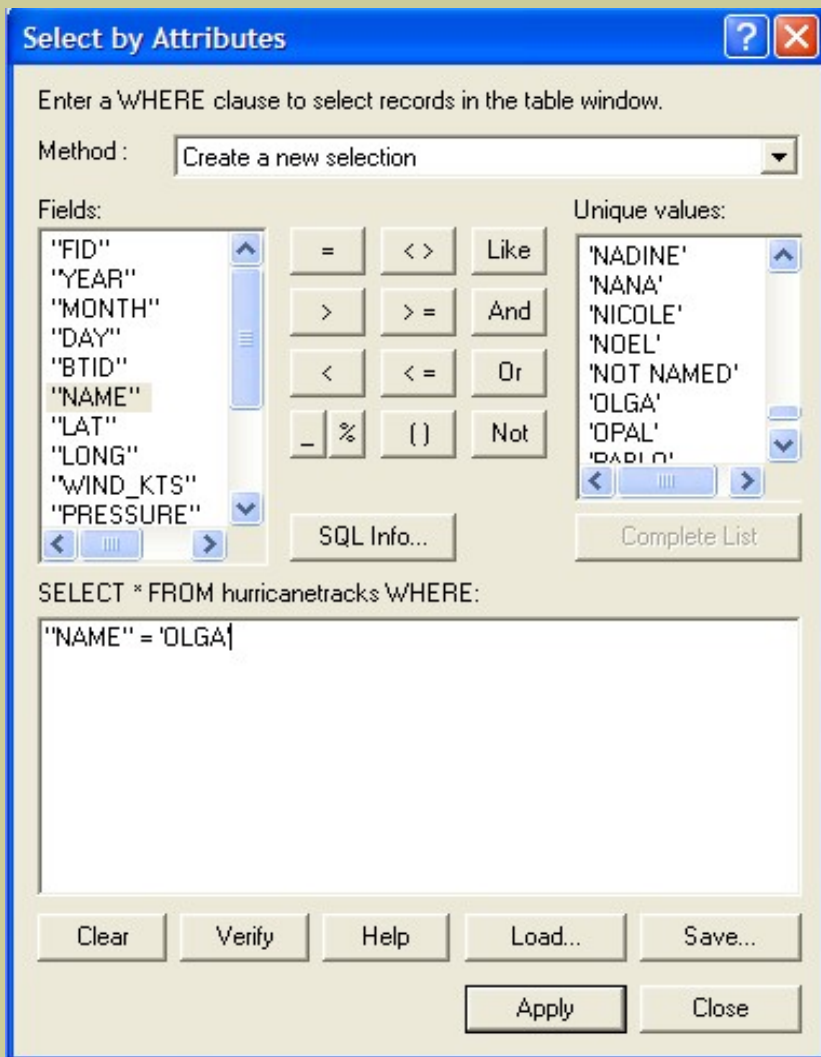 Select by Attributes
Enter a WHERE clause to select records in the table window.
Method : Create a new selection
Fields:
"FID"
"YEAR"
"MONTH"
"DAY"
"BTID"
"NAME"
"LAT"
"LONG"
"WIND_KTS"
"PRESSURE"
= < > Like
> > = And
< < = Or
_ % ( ) Not
SQL Info...
Unique values:
'NADINE'
'NANA'
'NICOLE'
'NOEL'
'NOT NAMED'
'OLGA'
'OPAL'
'PABLO'
Complete List
SELECT * FROM hurricanetracks WHERE:
"NAME" = 'OLGA'
Clear Verify Help Load... Save...
Apply Close